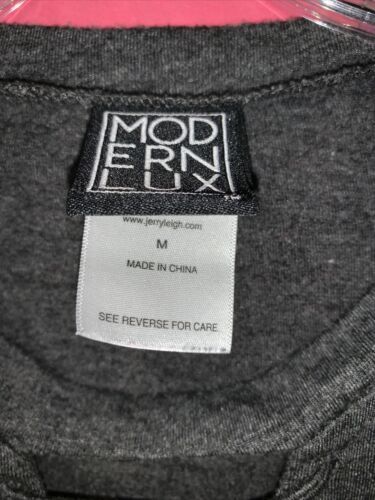 MOD
ERN
LUX
www.jerryleigh.com
M
MADE IN CHINA
SEE REVERSE FOR CARE